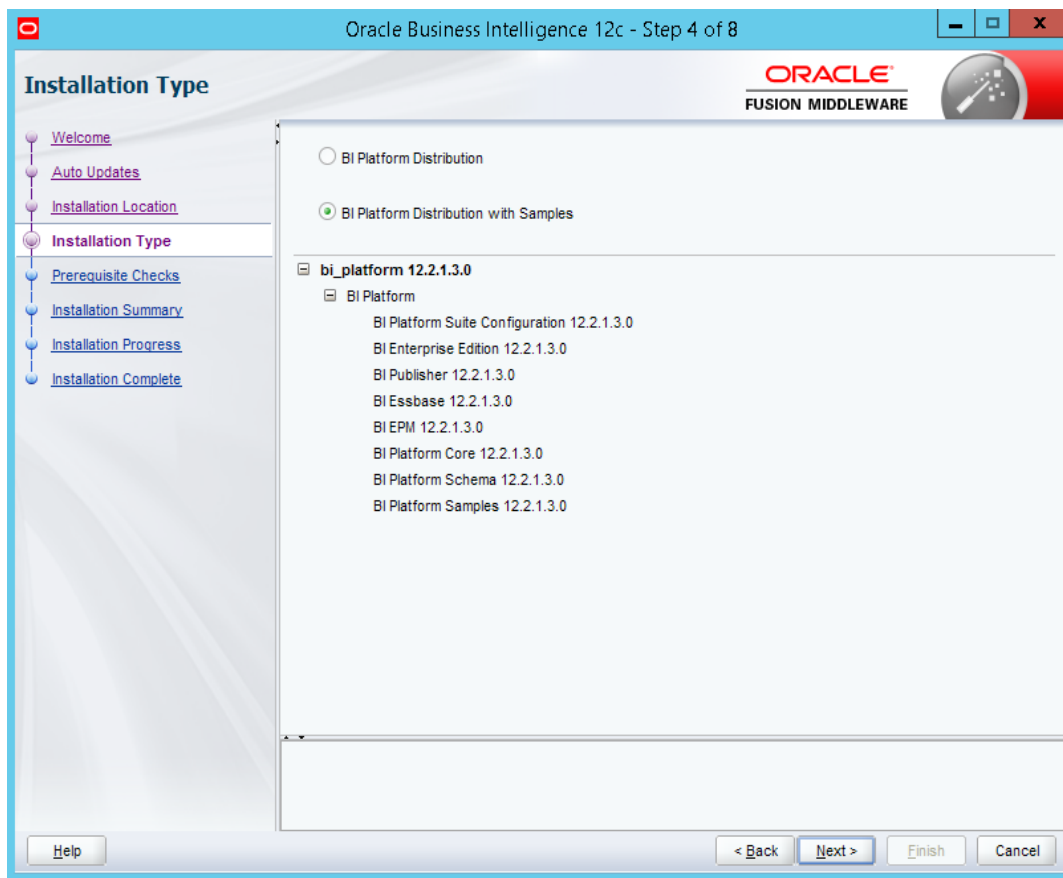 Oracle Business Intelligence 12c - Step 4 of 8
Installation Type
ORACLE
FUSION MIDDLEWARE
Welcome
Auto Updates
Installation Location
Installation Type
Prerequisite Checks
Installation Summary
Installation Progress
Installation Complete
BI Platform Distribution
BI Platform Distribution with Samples
bi_platform 12.2.1.3.0
BI Platform
BI Platform Suite Configuration 12.2.1.3.0
BI Enterprise Edition 12.2.1.3.0
BI Publisher 12.2.1.3.0
BI Essbase 12.2.1.3.0
BI EPM 12.2.1.3.0
BI Platform Core 12.2.1.3.0
BI Platform Schema 12.2.1.3.0
BI Platform Samples 12.2.1.3.0
Help
< Back
Next >
Finish
Cancel